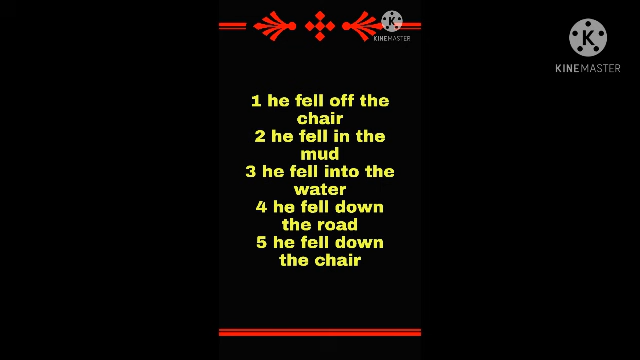 KINEMASTER
KINEMASTER
1 he fell off the
chair
2 he fell in the
mud
3 he fell into the
water
4 he fell down
the road
5 he fell down
the chair